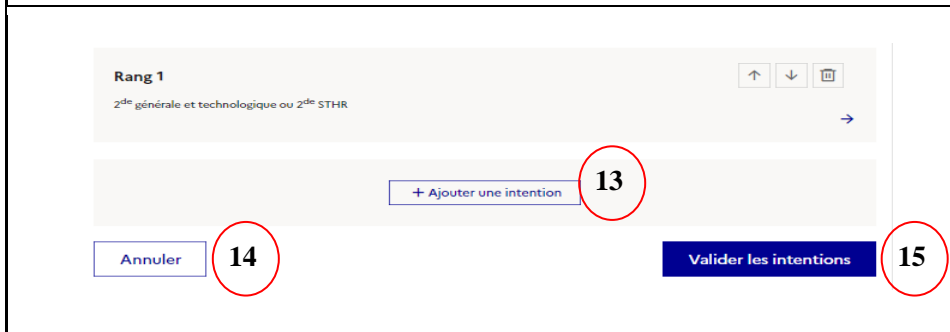 Rang 1
2de générale et technologique ou 2de STHR
+ Ajouter une intention
13
Annuler
14
Valider les intentions
15